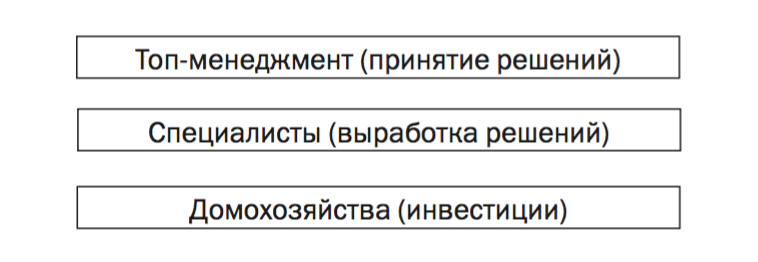 Топ-менеджмент (принятие решений)
Специалисты (выработка решений)
Домохозяйства (инвестиции)